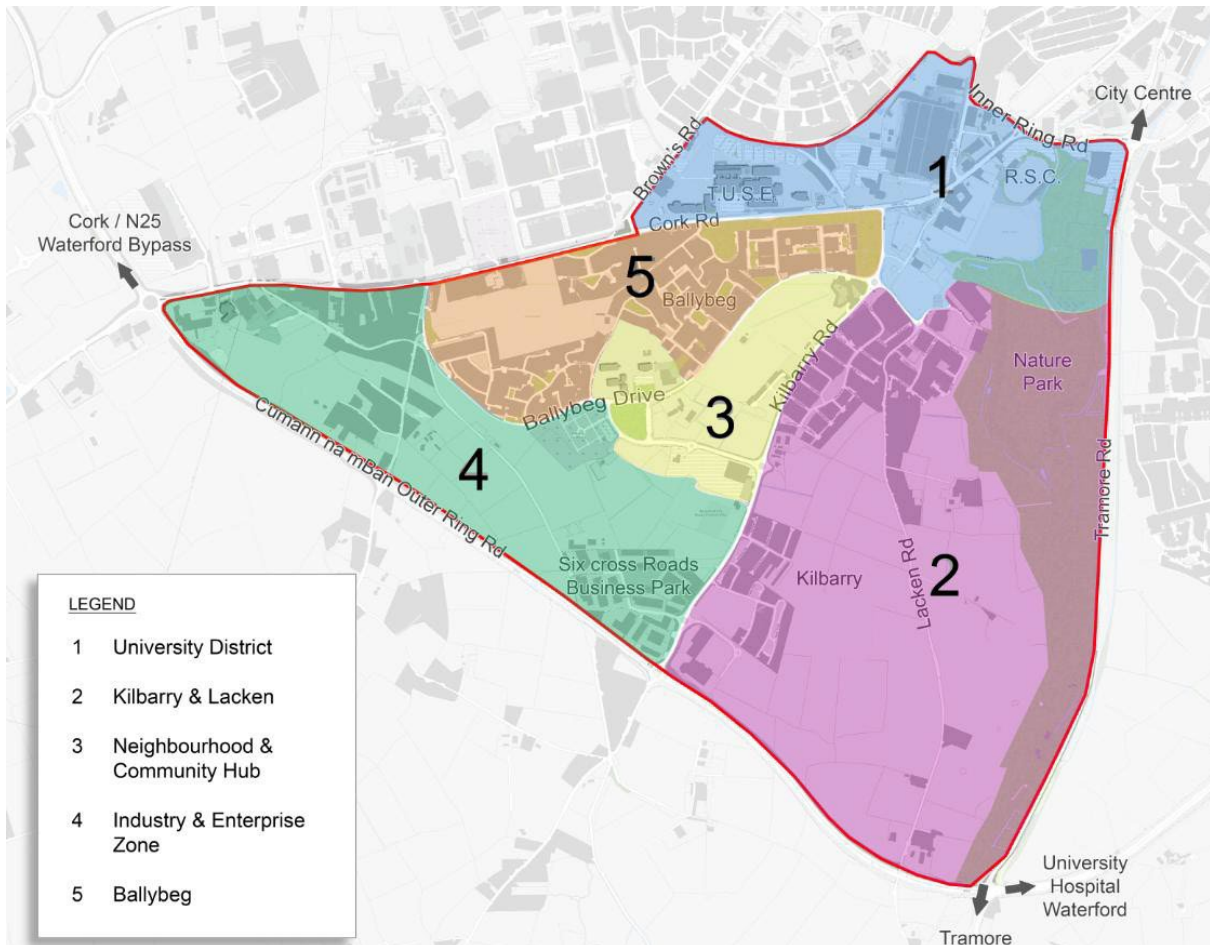 City Centre
Inner Ring Rd
Brown's Rd
1
R.S.C.
T.U.S.E.
Cork Rd
Cork / N25
Waterford Bypass
5
Ballybeg
Nature
Park
Kilbarry Rd
Ballybeg Drive
3
4
Cumann na mBan Outer Ring Rd
Tramore Rd
Six cross Roads
Business Park
Kilbarry
Lacken Rd
2
LEGEND
1 University District
2 Kilbarry & Lacken
3 Neighbourhood &
Community Hub
4 Industry & Enterprise
Zone
5 Ballybeg
University
Hospital
Waterford
Tramore